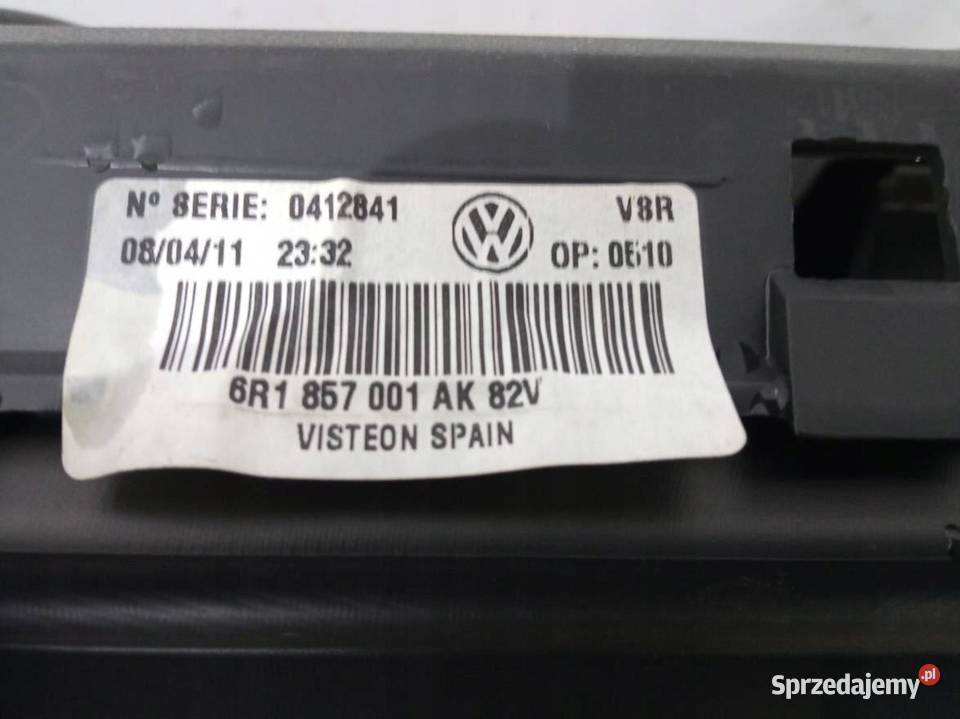 Nº SERIE: 0412841 VSR
08/04/11 23:32 OP: 0510
6R1 857 001 AK 82V
VISTEON SPAIN
Sprzedajemy.pl